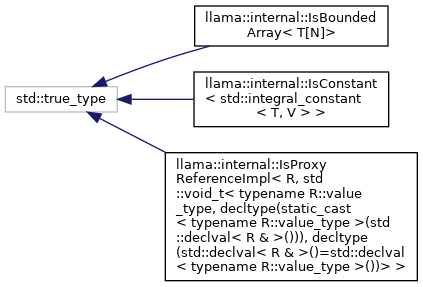 llama::internal::IsBounded
Array< T[N]>
std::true_type
llama::internal::IsConstant
< std::integral_constant
< T, V > >
llama::internal::IsProxy
ReferenceImpl< R, std
::void_t< typename R::value
_type, decltype(static_cast
< typename R::value_type >(std
::declval< R & >())), decltype
(std::declval< R & >()=std::declval
< typename R::value_type >())> >